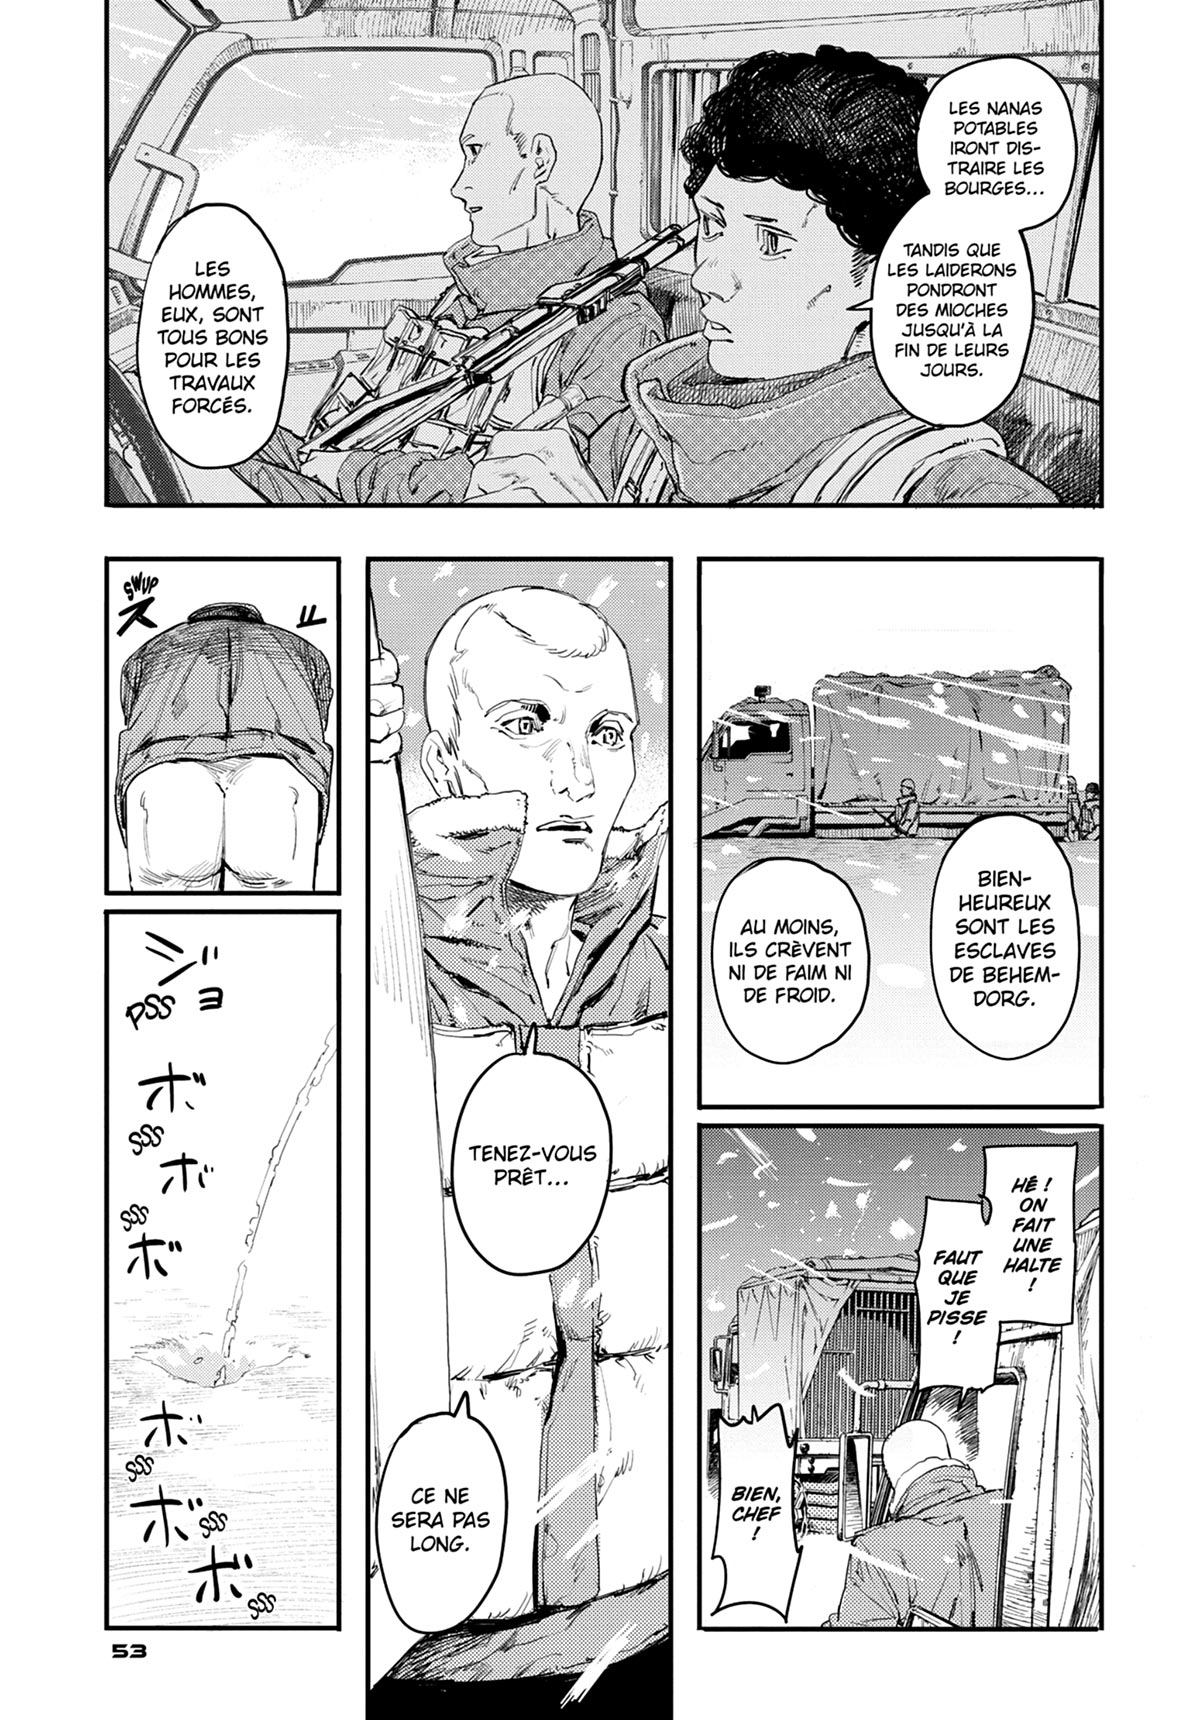 LES NANAS
POTABLES
IRONT DIS-
TRAIRE LES
BOURGES...
TANDIS QUE
LES LAIDERONS
PONDRONT
DES MIOCHES
JUSQU'À LA
FIN DE LEURS
JOURS.
LES
HOMMES,
EUX, SONT
TOUS BONS
POUR LES
TRAVAUX
FORCÉS.
BIEN-
HEUREUX
SONT LES
ESCLAVES
DE BEHEM-
DORG.
AU MOINS,
ILS CRÈVENT
NI DE FAIM NI
DE FROID.
HÉ !
ON
FAIT
UNE
HALTE
!
FAUT
QUE
JE
PISSE
!
BIEN,
CHEF
!
TENEZ-VOUS
PRÊT...
CE NE
SERA PAS
LONG.
SWUP
ズ
PSS
ジョ
ボ
SSS
ボ
SSS
ボ
ボ
SSS
ボ
SSS
ボ
SSS
53